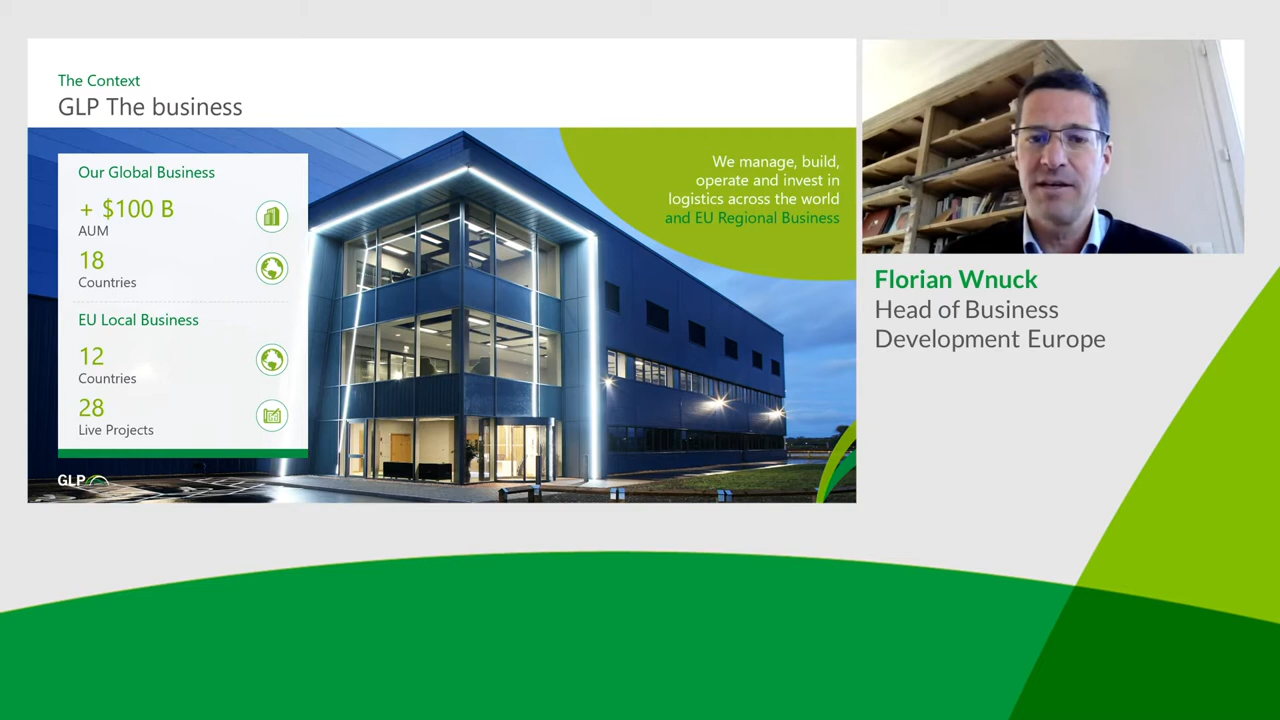 The Context
GLP The business
Our Global Business
+ $100 B
AUM
18
Countries
EU Local Business
12
Countries
28
Live Projects
GLP
We manage, build,
operate and invest in
logistics across the world
and EU Regional Business
Florian Wnuck
Head of Business
Development Europe